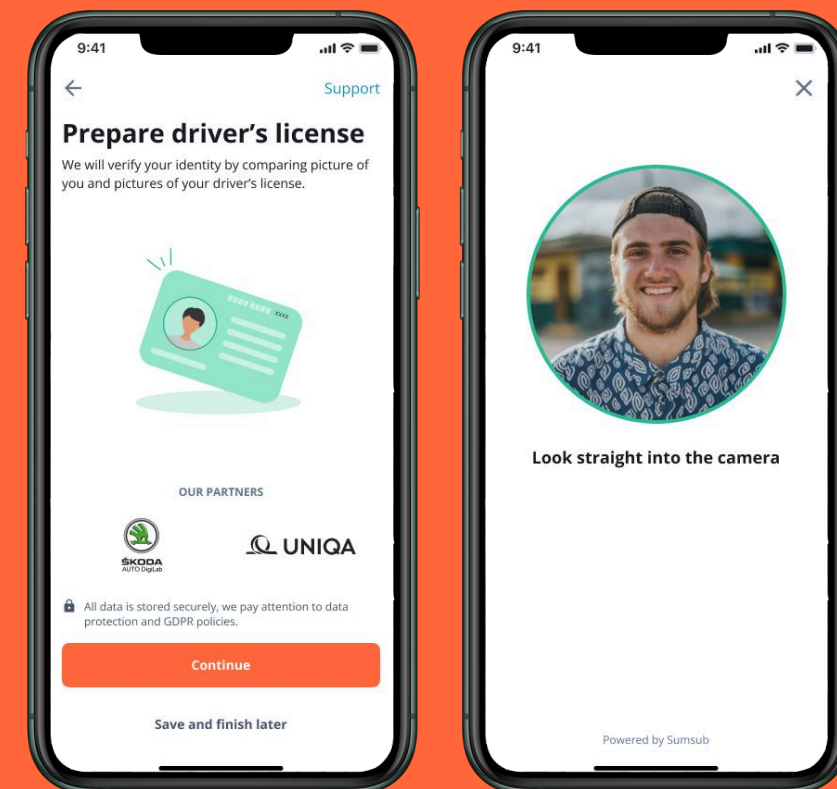 9:41
Support
Prepare driver's license
We will verify your identity by comparing picture of
you and pictures of your driver's license.
XXXX
OUR PARTNERS
ŠKODA
AUTO DigiLab
UNIQA
All data is stored securely, we pay attention to data
protection and GDPR policies.
Continue
Save and finish later
9:41
Look straight into the camera
Powered by Sumsub